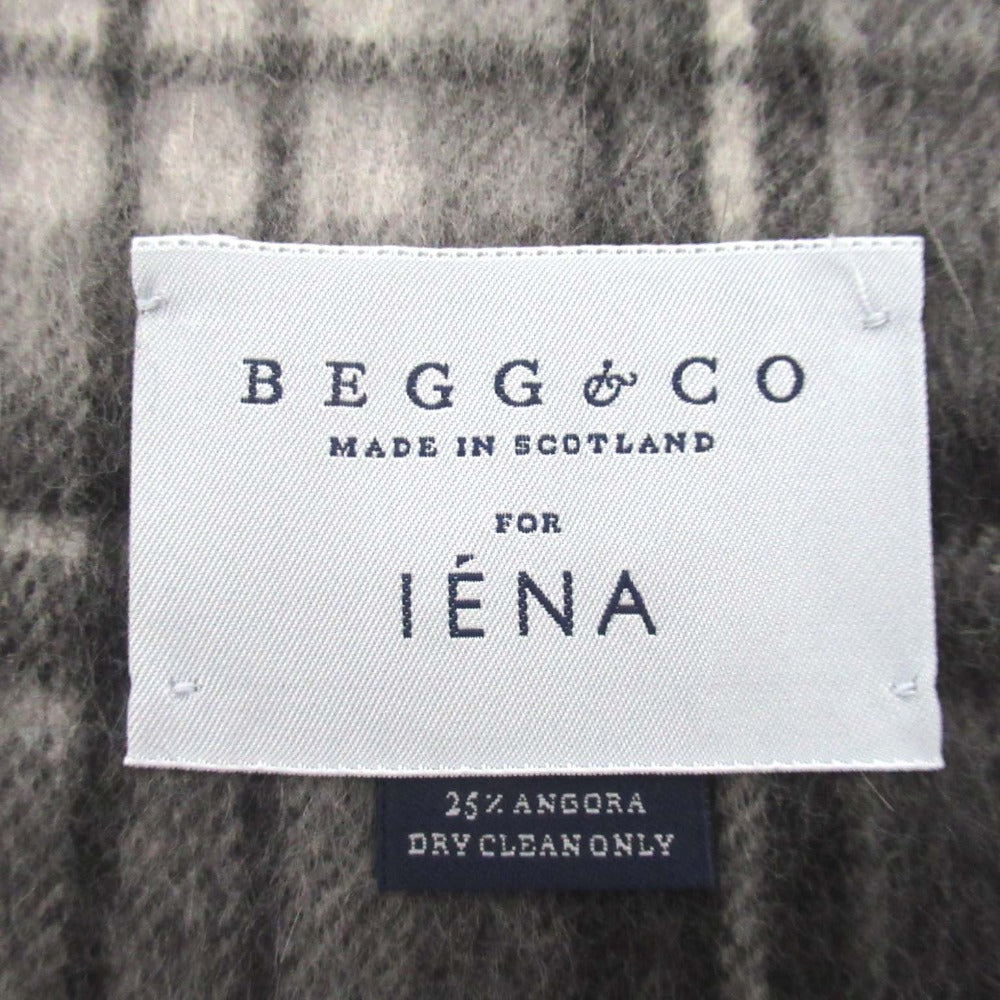 BEGG & CO
MADE IN SCOTLAND
FOR
IÉNA
25% ANGORA
DRY CLEAN ONLY